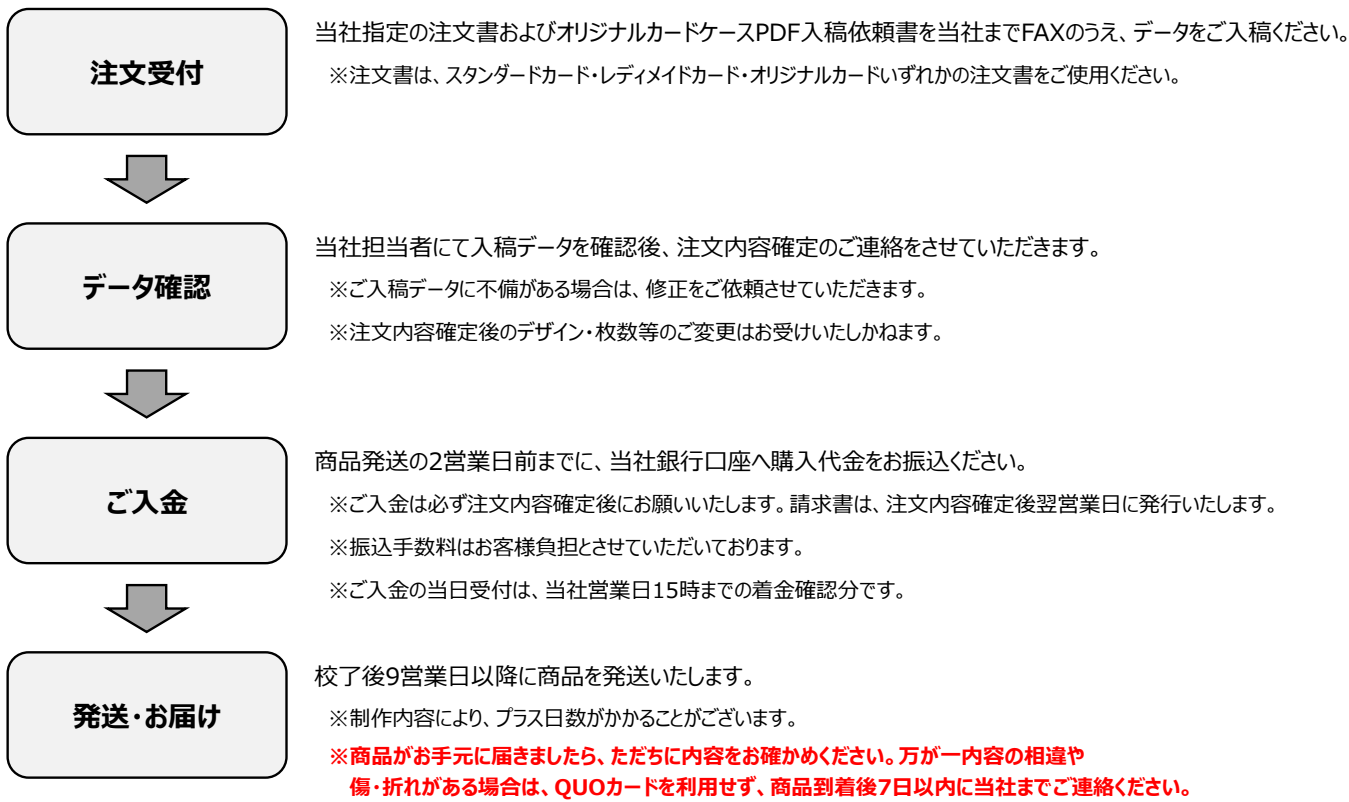 注文受付
当社指定の注文書およびオリジナルカードケースPDF入稿依頼書を当社までFAXのうえ、データをご入稿ください。
※注文書は、スタンダードカード・レディメイドカード・オリジナルカードいずれかの注文書をご使用ください。
データ確認
当社担当者にて入稿データを確認後、注文内容確定のご連絡をさせていただきます。
※ご入稿データに不備がある場合は、修正をご依頼させていただきます。
※注文内容確定後のデザイン・枚数等のご変更はお受けいたしかねます。
ご入金
商品発送の2営業日前までに、当社銀行口座へ購入代金をお振込ください。
※ご入金は必ず注文内容確定後にお願いいたします。請求書は、注文内容確定後翌営業日に発行いたします。
※振込手数料はお客様負担とさせていただいております。
※ご入金の当日受付は、当社営業日15時までの着金確認分です。
発送・お届け
校了後9営業日以降に商品を発送いたします。
※制作内容により、プラス日数がかかることがございます。
※商品がお手元に届きましたら、ただちに内容をお確かめください。万が一内容の相違や
傷・折れがある場合は、QUOカードを利用せず、商品到着後7日以内に当社までご連絡ください。